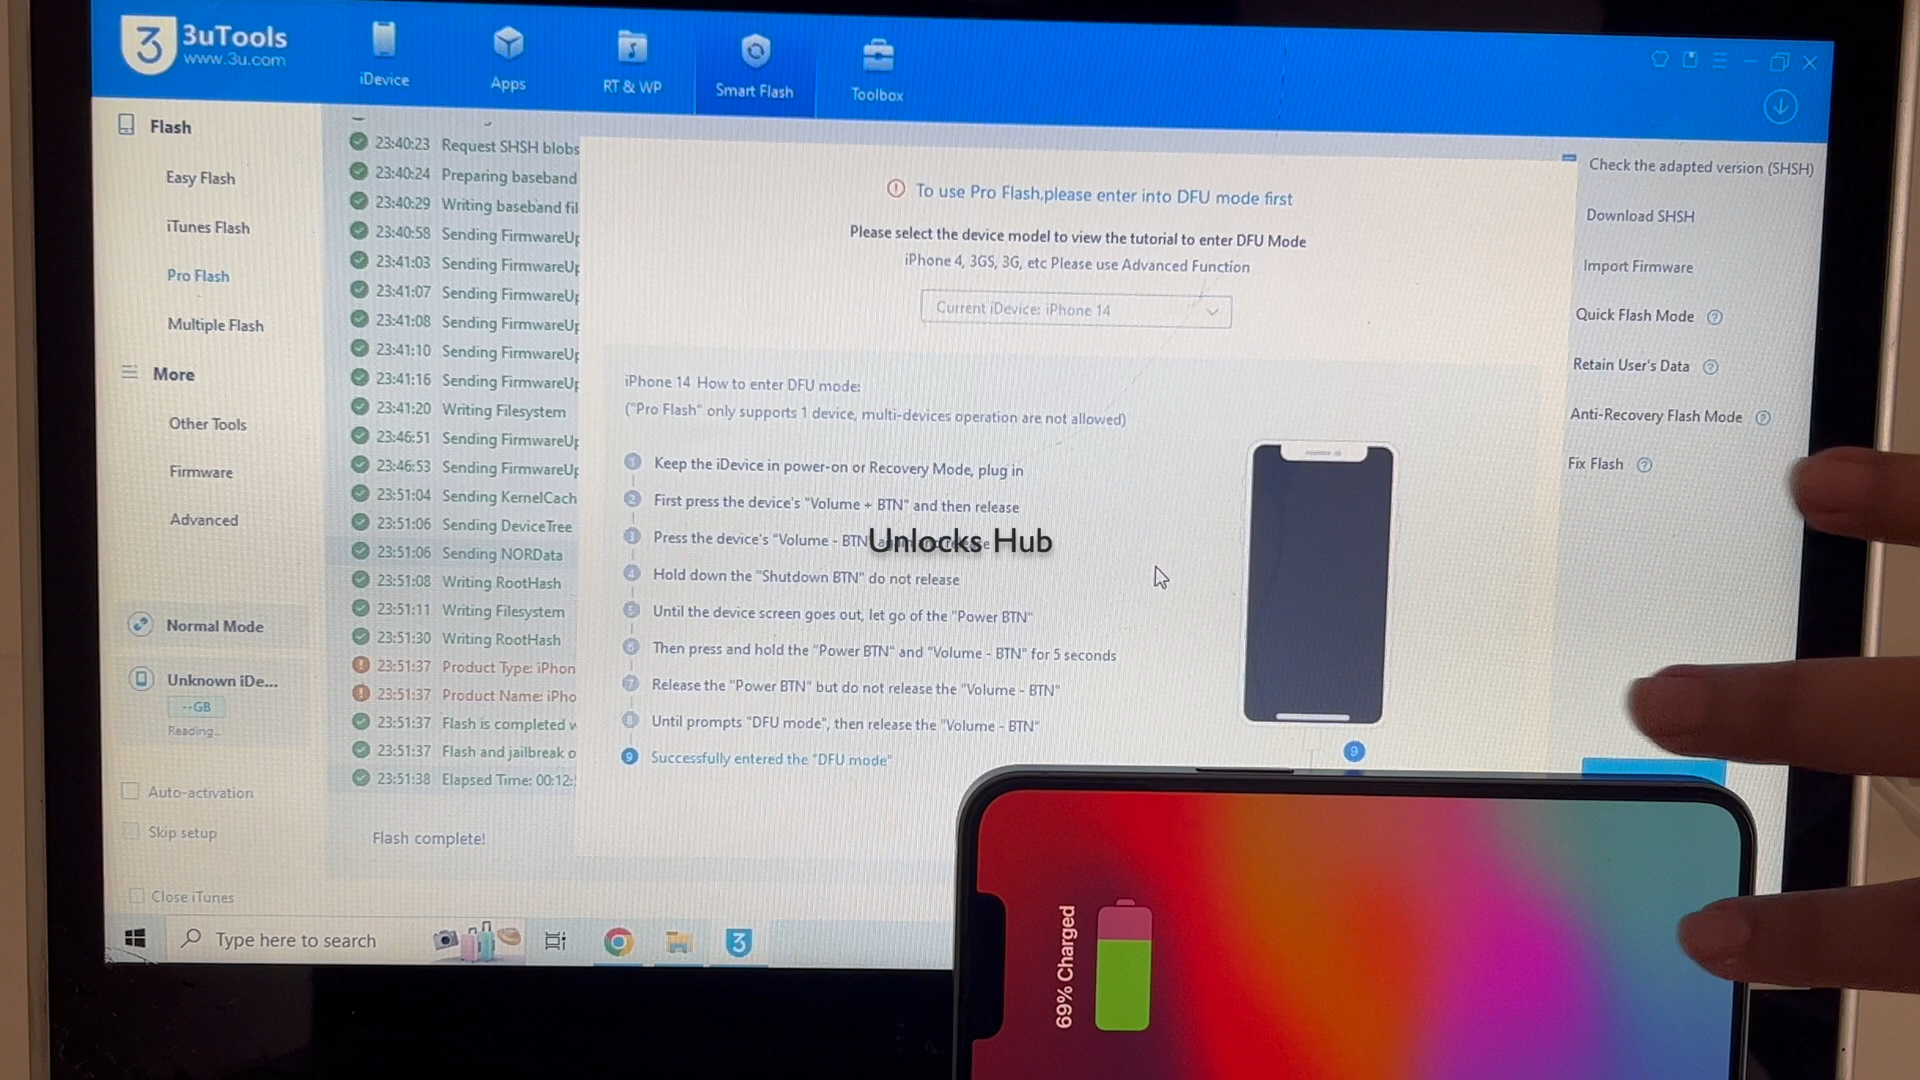 3 3uTools
www.3u.com
iDevice
Apps
RT & WP
Smart Flash
Toolbox
Flash
Easy Flash
iTunes Flash
Pro Flash
Multiple Flash
More
Other Tools
Firmware
Advanced
Normal Mode
Unknown iDe...
--GB
Reading...
Auto-activation
Skip setup
Close iTunes
23:40:23 Request SHSH blobs
23:40:24 Preparing baseband
23:40:29 Writing baseband fil
23:40:58 Sending FirmwareUp
23:41:03 Sending FirmwareUp
23:41:07 Sending FirmwareUp
23:41:08 Sending FirmwareUp
23:41:10 Sending FirmwareUp
23:41:16 Sending FirmwareUp
23:41:20 Writing Filesystem
23:46:51 Sending FirmwareUp
23:46:53 Sending FirmwareUp
23:51:04 Sending KernelCach
23:51:06 Sending DeviceTree
23:51:06 Sending NORData
23:51:08 Writing RootHash
23:51:11 Writing Filesystem
23:51:30 Writing RootHash
23:51:37 Product Type: iPhon
23:51:37 Product Name: iPho
23:51:37 Flash is completed w
23:51:37 Flash and jailbreak o
23:51:38 Elapsed Time: 00:12:
Flash complete!
To use Pro Flash,please enter into DFU mode first
Please select the device model to view the tutorial to enter DFU Mode
iPhone 4, 3GS, 3G, etc Please use Advanced Function
Current iDevice: iPhone 14
iPhone 14 How to enter DFU mode:
("Pro Flash" only supports 1 device, multi-devices operation are not allowed)
1 Keep the iDevice in power-on or Recovery Mode, plug in
2 First press the device's "Volume + BTN" and then release
3 Press the device's "Volume - BTN
Unlocks Hub
4 Hold down the "Shutdown BTN" do not release
5 Until the device screen goes out, let go of the "Power BTN"
6 Then press and hold the "Power BTN" and "Volume - BTN" for 5 seconds
7 Release the "Power BTN" but do not release the "Volume - BTN"
8 Until prompts "DFU mode", then release the "Volume - BTN"
9 Successfully entered the "DFU mode"
9
Check the adapted version (SHSH)
Download SHSH
Import Firmware
Quick Flash Mode ?
Retain User's Data ?
Anti-Recovery Flash Mode ?
Fix Flash ?
Type here to search
3
69% Charged